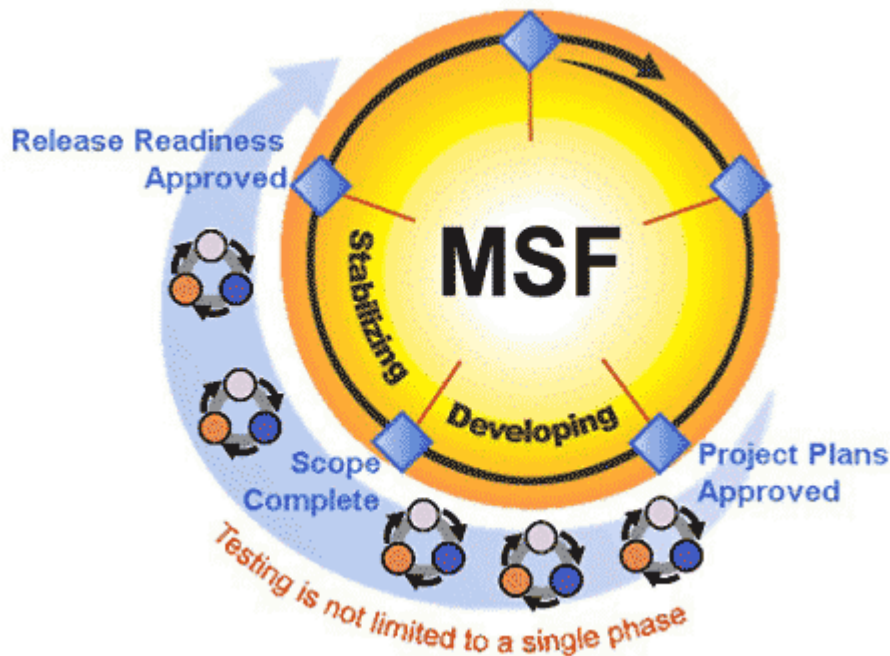 Release Readiness
Approved
MSF
Stabilizing
Developing
Scope
Complete
Project Plans
Approved
Testing is not limited to a single phase